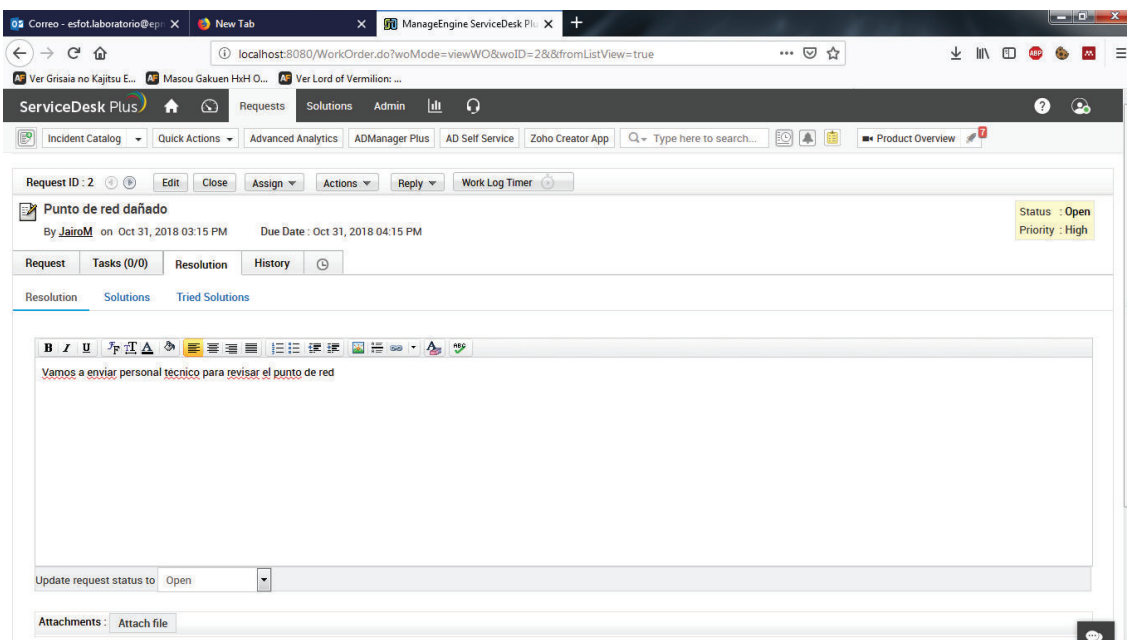 Correo - esfot.laboratorio@epn New Tab ManageEngine ServiceDesk Plu
localhost:8080/WorkOrder.do?woMode=viewWO&woID=2&&fromListView=true
Ver Grisaia no Kajitsu E... Masou Gakuen HxH O... Ver Lord of Vermilion: ...
ServiceDesk Plus Requests Solutions Admin
Incident Catalog Quick Actions Advanced Analytics ADManager Plus AD Self Service Zoho Creator App Type here to search... Product Overview 7
Request ID : 2 Edit Close Assign Actions Reply Work Log Timer
Punto de red dañado
Status : Open
By JairoM on Oct 31, 2018 03:15 PM Due Date : Oct 31, 2018 04:15 PM
Priority : High
Request Tasks (0/0) Resolution History
Resolution Solutions Tried Solutions
B I U
Vamos a enviar personal técnico para revisar el punto de red
Update request status to Open
Attachments : Attach file